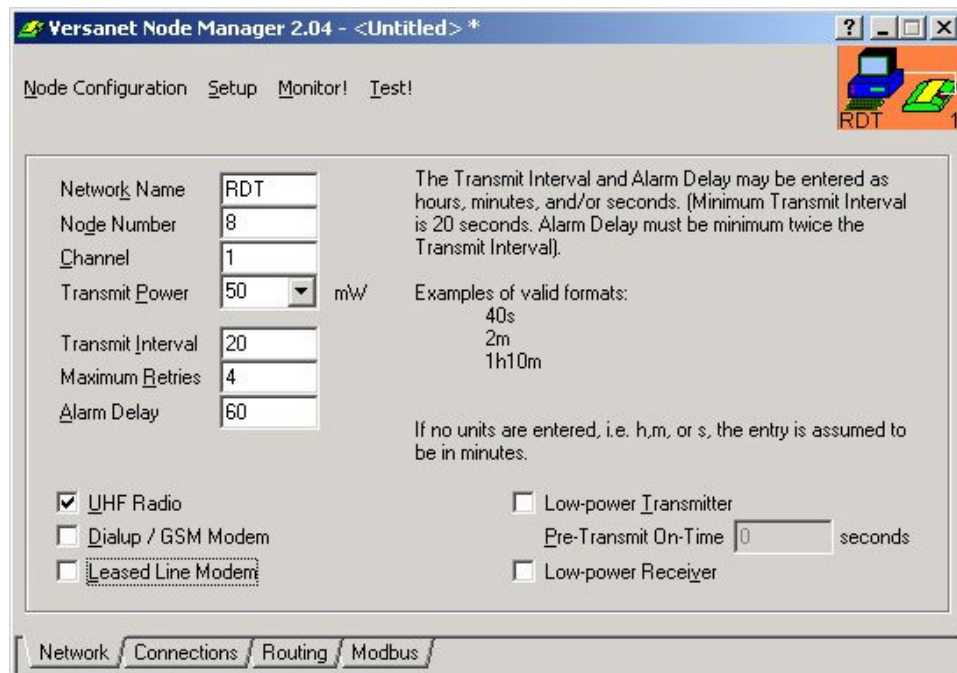 Versanet Node Manager 2.04 - <Untitled> *
Node Configuration Setup Monitor! Test!
RDT 1
Network Name RDT
Node Number 8
Channel 1
Transmit Power 50 mW
Transmit Interval 20
Maximum Retries 4
Alarm Delay 60
The Transmit Interval and Alarm Delay may be entered as
hours, minutes, and/or seconds. (Minimum Transmit Interval
is 20 seconds. Alarm Delay must be minimum twice the
Transmit Interval).
Examples of valid formats:
40s
2m
1h10m
If no units are entered, i.e. h,m, or s, the entry is assumed to
be in minutes.
UHF Radio
Dialup / GSM Modem
Leased Line Modem
Low-power Transmitter
Pre-Transmit On-Time 0 seconds
Low-power Receiver
Network Connections Routing Modbus